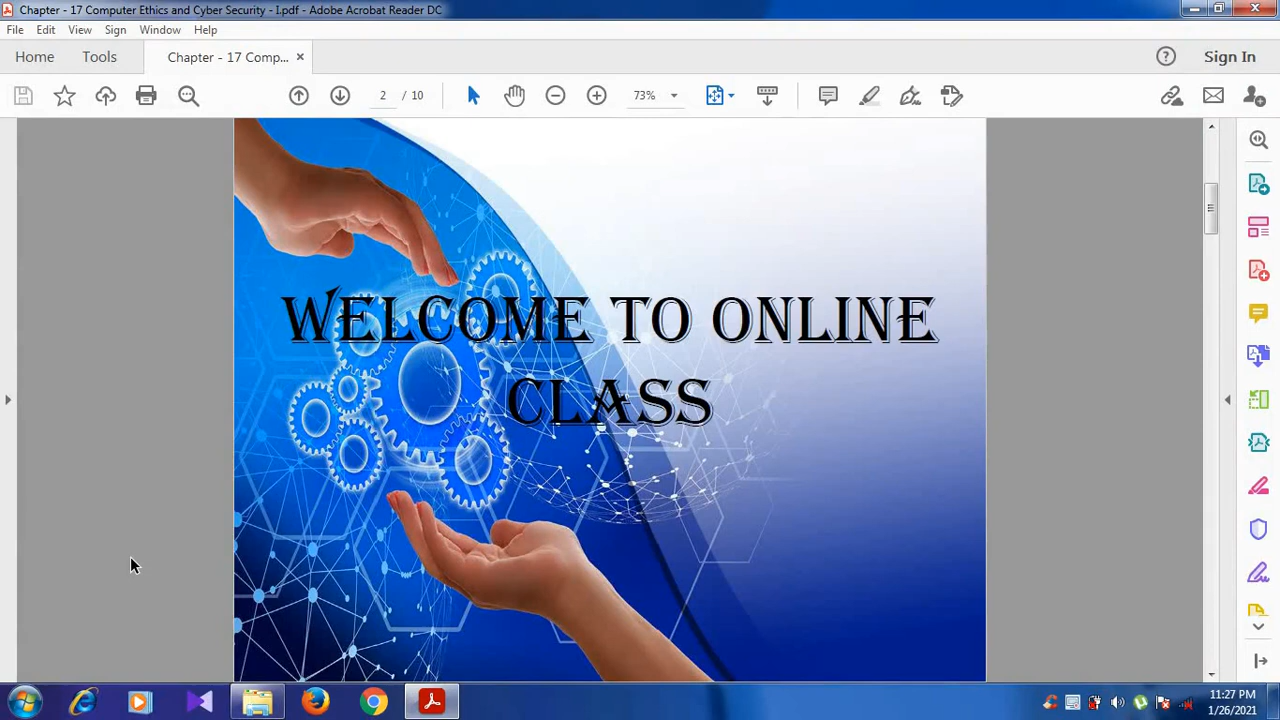 Chapter - 17 Computer Ethics and Cyber Security - I.pdf - Adobe Acrobat Reader DC
File Edit View Sign Window Help
Home Tools Chapter - 17 Comp... Sign In
2 / 10 73%
WELCOME TO ONLINE
CLASS
11:27 PM
1/26/2021